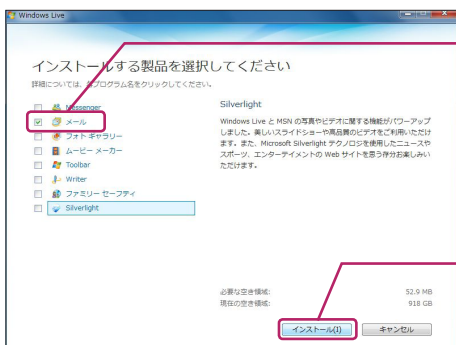 Windows Live
インストールする製品を選択してください
詳細については、各プログラム名をクリックしてください。
Messenger
メール
フォト ギャラリー
ムービー メーカー
Toolbar
Writer
ファミリー セーフティ
Silverlight
Silverlight
Windows Live と MSN の写真やビデオに関する機能がパワーアップ
しました。美しいスライドショーや高品質のビデオをご利用いただけ
ます。また、Microsoft Silverlight テクノロジを使用したニュースや
スポーツ、エンターテイメントの Web サイトを思う存分お楽しみい
ただけます。
必要な空き領域: 52.9 MB
現在の空き領域: 918 GB
インストール(I) キャンセル